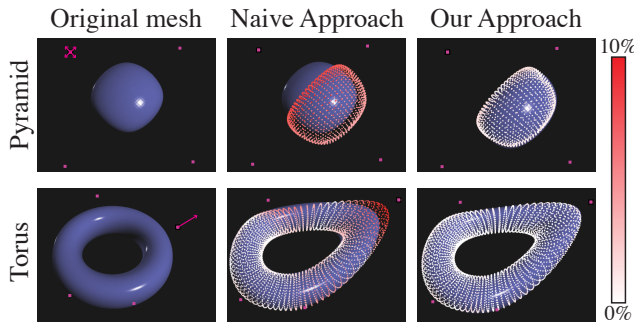 Original mesh
Naive Approach
Our Approach
10%
Pyramid
Torus
0%